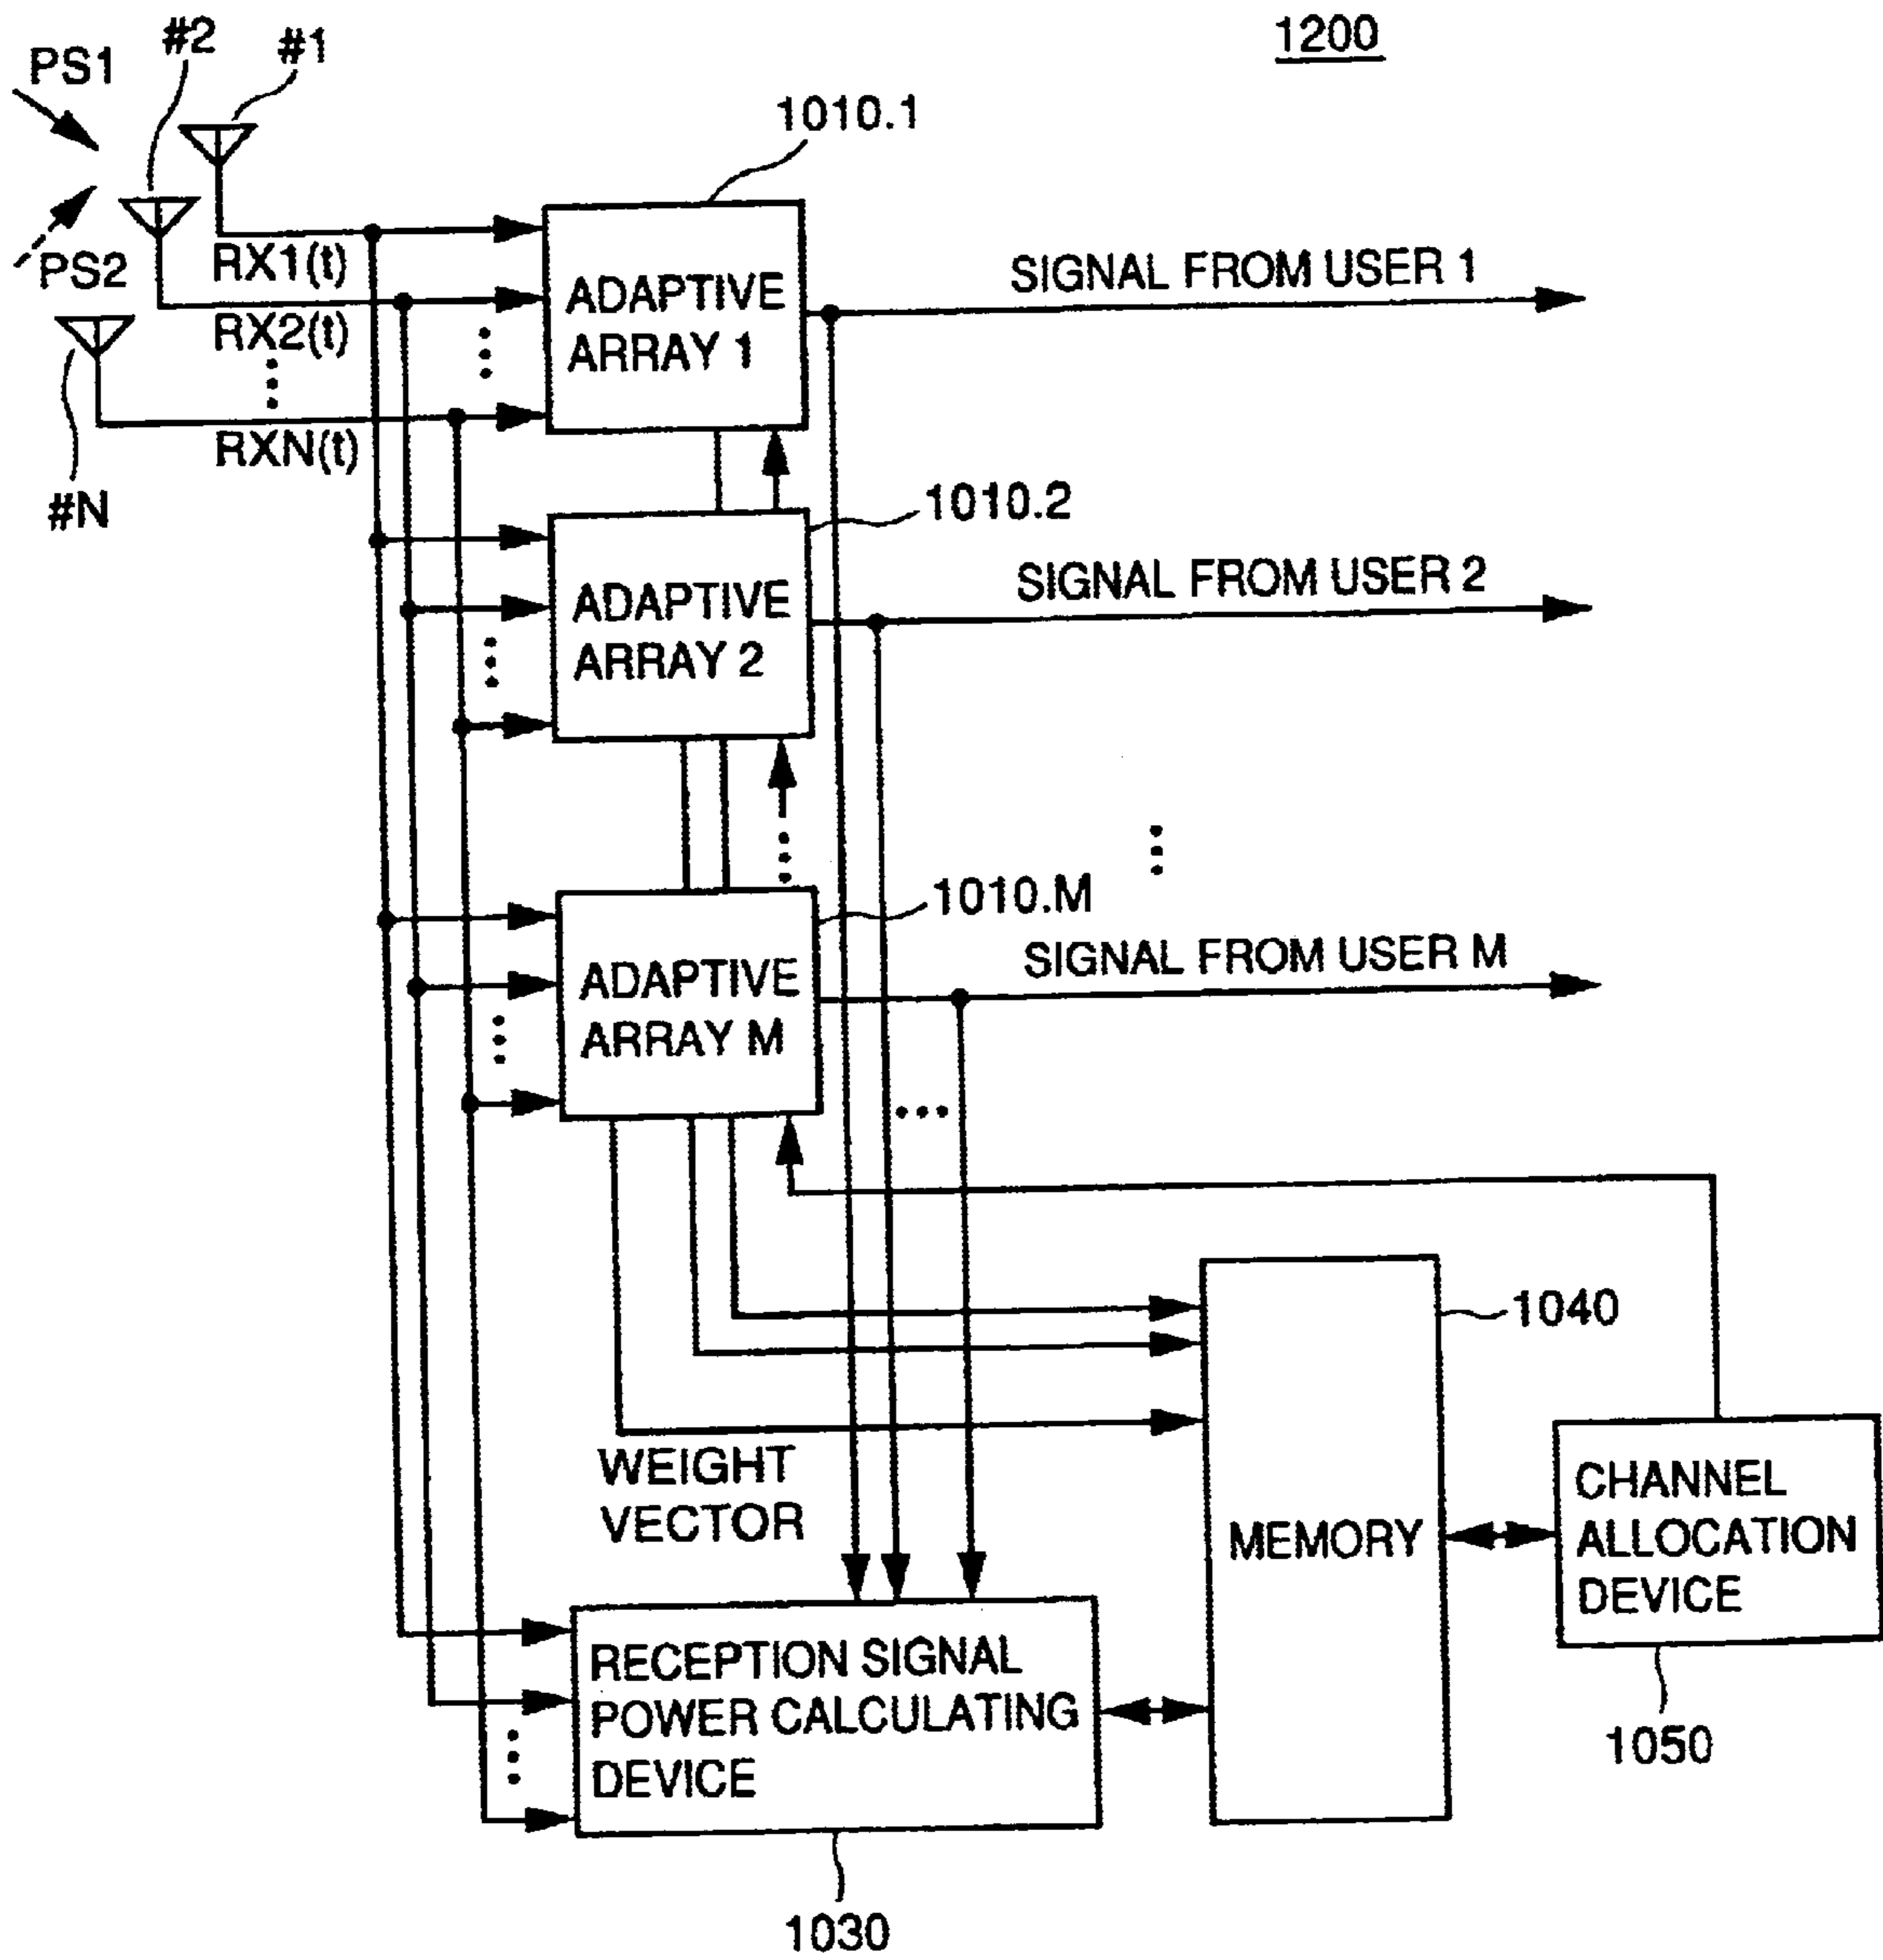 1200
#2
#1
PS1
1010.1
PS2
RX1(t)
ADAPTIVE
ARRAY 1
SIGNAL FROM USER 1
RX2(t)
RXN(t)
#N
1010.2
ADAPTIVE
ARRAY 2
SIGNAL FROM USER 2
1010.M
ADAPTIVE
ARRAY M
SIGNAL FROM USER M
1040
WEIGHT
VECTOR
MEMORY
CHANNEL
ALLOCATION
DEVICE
RECEPTION SIGNAL
POWER CALCULATING
DEVICE
1050
1030